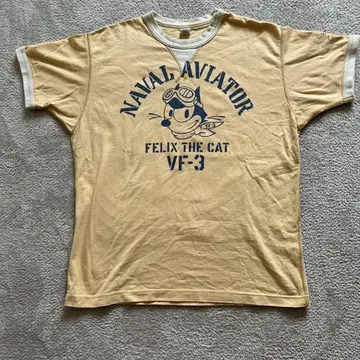 NAVAL AVIATOR
FELIX THE CAT
VF-3